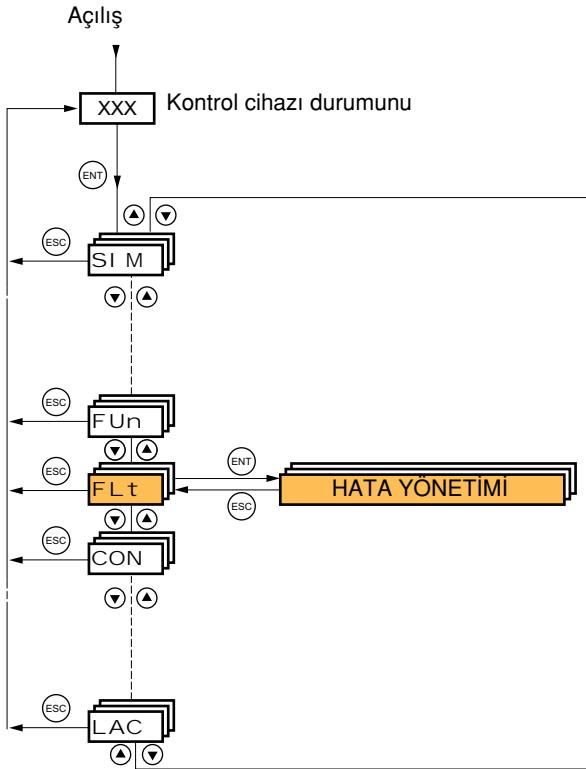 Açılış
XXX Kontrol cihazı durumunu
ENT
ESC
SIM
ESC
FUn
ESC
FLt
ENT
HATA YÖNETİMİ
ESC
ESC
CON
ESC
LAC